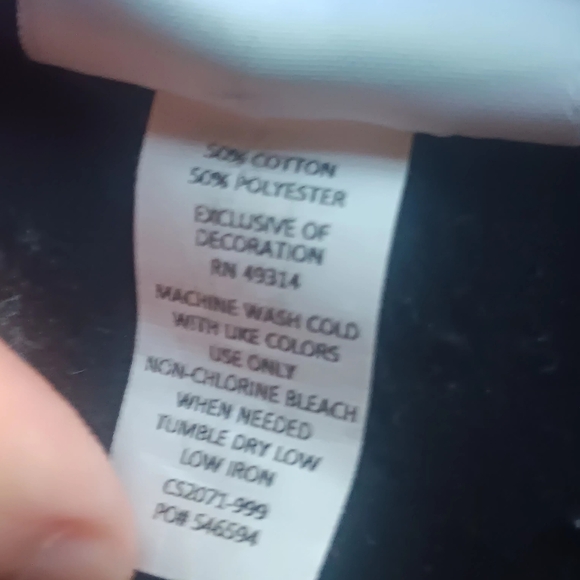 50% COTTON
50% POLYESTER
EXCLUSIVE OF
DECORATION
RN 49314
MACHINE WASH COLD
WITH LIKE COLORS
USE ONLY
NON-CHLORINE BLEACH
WHEN NEEDED
TUMBLE DRY LOW
LOW IRON
CS2071-999
PO# 546594